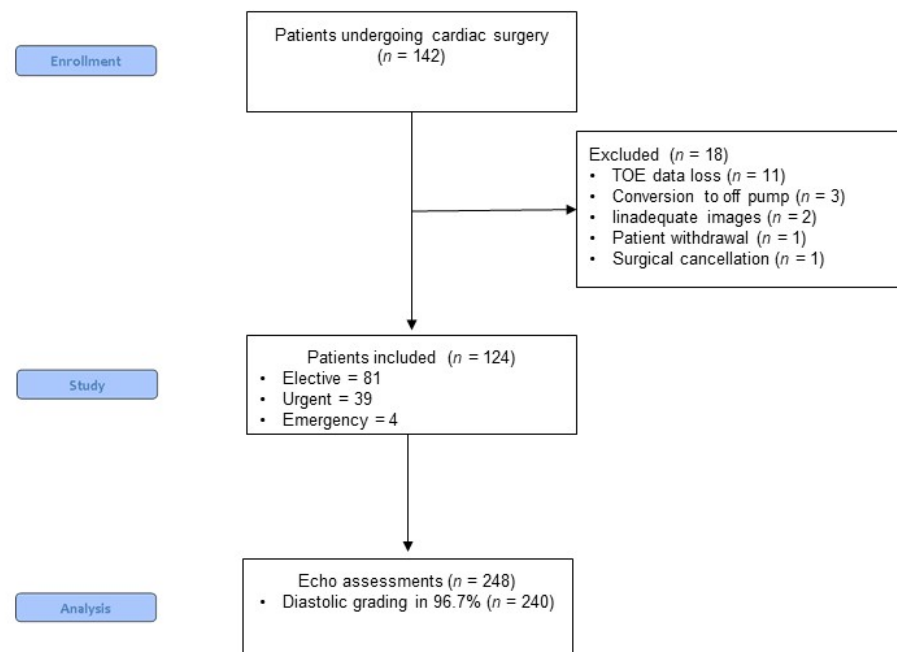 Enrollment
Patients undergoing cardiac surgery
(n = 142)
Excluded (n = 18)
• TOE data loss (n = 11)
• Conversion to off pump (n = 3)
• Iinadequate images (n = 2)
• Patient withdrawal (n = 1)
• Surgical cancellation (n = 1)
Study
Patients included (n = 124)
• Elective = 81
• Urgent = 39
• Emergency = 4
Analysis
Echo assessments (n = 248)
• Diastolic grading in 96.7% (n = 240)